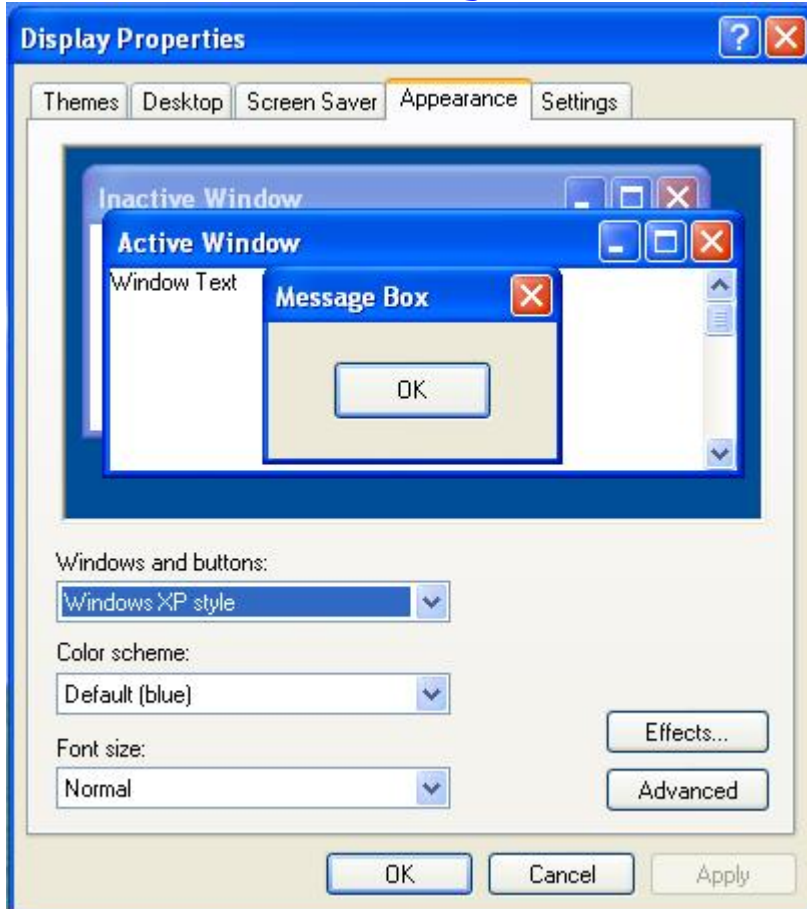 Display Properties
Themes Desktop Screen Saver Appearance Settings
Inactive Window
Active Window
Window Text
Message Box
OK
Windows and buttons:
Windows XP style
Color scheme:
Default (blue)
Effects...
Font size:
Normal
Advanced
OK Cancel Apply